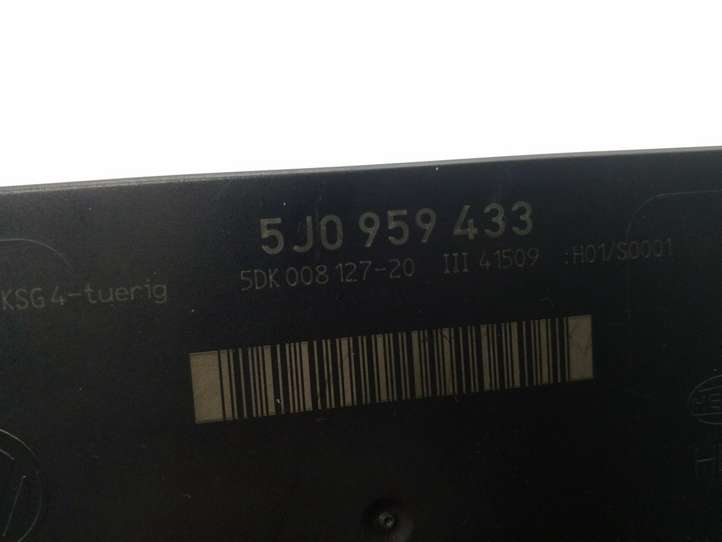 5J0 959 433
5DK 008 127-20 III 41509 :H01/S0001
KSG 4-tuerig